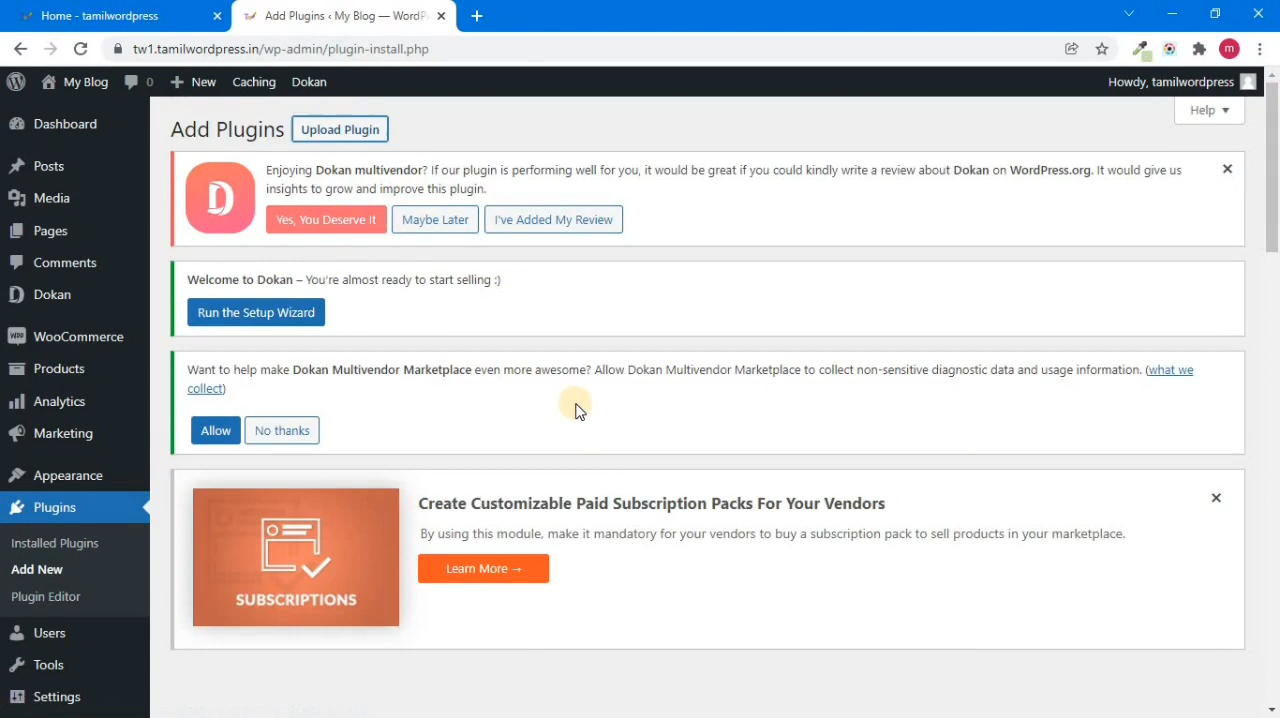 Home - tamilwordpress
Add Plugins ‹ My Blog — WordPr
tw1.tamilwordpress.in/wp-admin/plugin-install.php
m
My Blog
0
New
Caching
Dokan
Howdy, tamilwordpress
Help
Dashboard
Posts
Media
Pages
Comments
Dokan
WooCommerce
Products
Analytics
Marketing
Appearance
Plugins
Installed Plugins
Add New
Plugin Editor
Users
Tools
Settings
Add Plugins
Upload Plugin
Enjoying Dokan multivendor? If our plugin is performing well for you, it would be great if you could kindly write a review about Dokan on WordPress.org. It would give us
insights to grow and improve this plugin.
Yes, You Deserve It
Maybe Later
I've Added My Review
Welcome to Dokan – You're almost ready to start selling :)
Run the Setup Wizard
Want to help make Dokan Multivendor Marketplace even more awesome? Allow Dokan Multivendor Marketplace to collect non-sensitive diagnostic data and usage information. (what we
collect)
Allow
No thanks
SUBSCRIPTIONS
Create Customizable Paid Subscription Packs For Your Vendors
By using this module, make it mandatory for your vendors to buy a subscription pack to sell products in your marketplace.
Learn More →